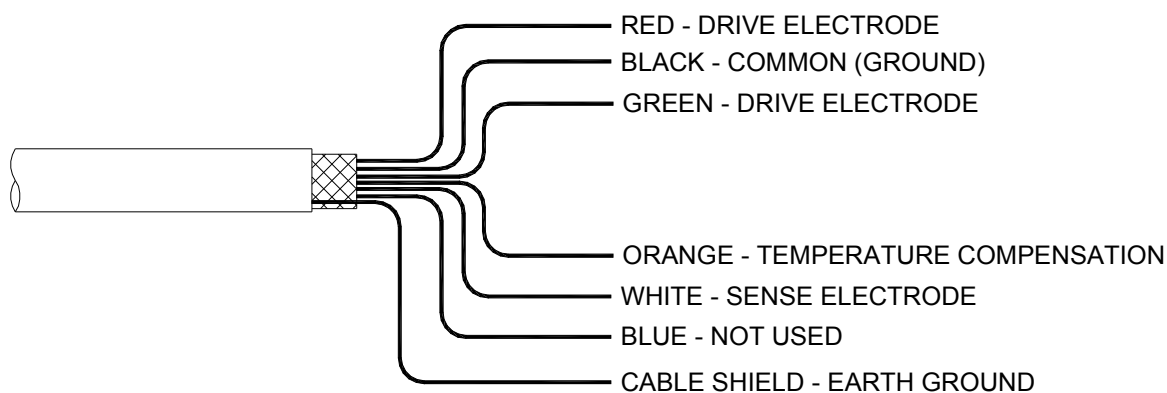 RED - DRIVE ELECTRODE
BLACK - COMMON (GROUND)
GREEN - DRIVE ELECTRODE
ORANGE - TEMPERATURE COMPENSATION
WHITE - SENSE ELECTRODE
BLUE - NOT USED
CABLE SHIELD - EARTH GROUND